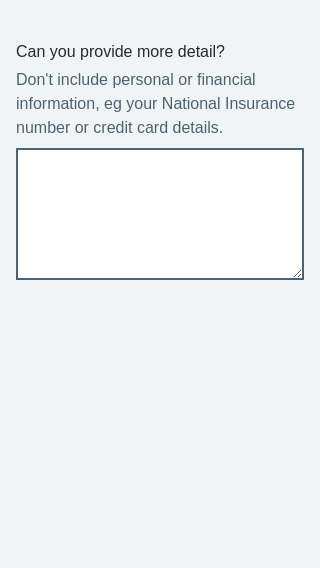 Can you provide more detail?
Don't include personal or financial
information, eg your National Insurance
number or credit card details.